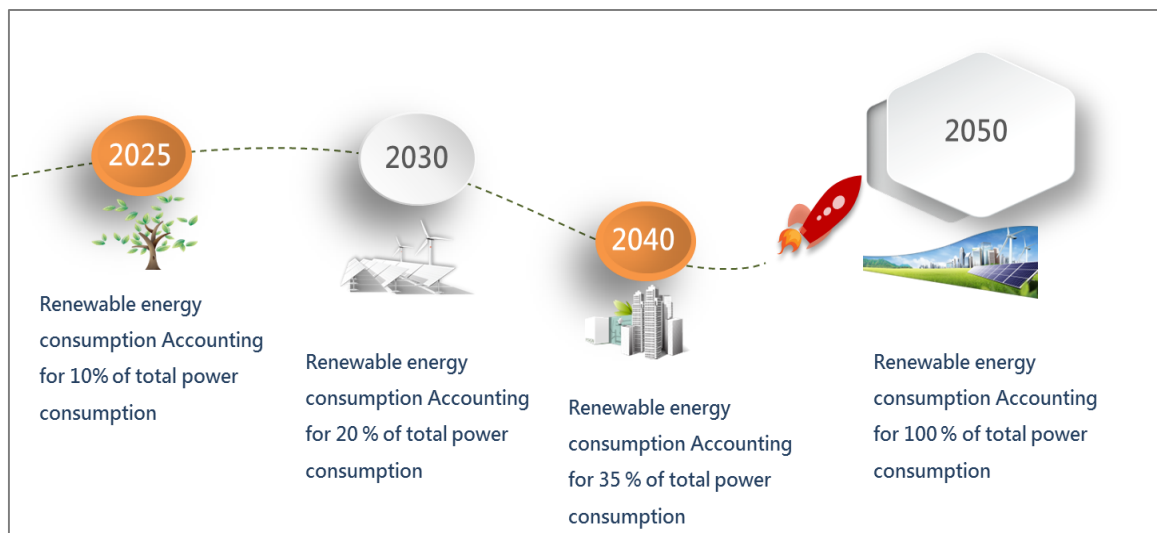 2025
Renewable energy
consumption Accounting
for 10% of total power
consumption
2030
Renewable energy
consumption Accounting
for 20 % of total power
consumption
2040
Renewable energy
consumption Accounting
for 35 % of total power
consumption
2050
Renewable energy
consumption Accounting
for 100 % of total power
consumption